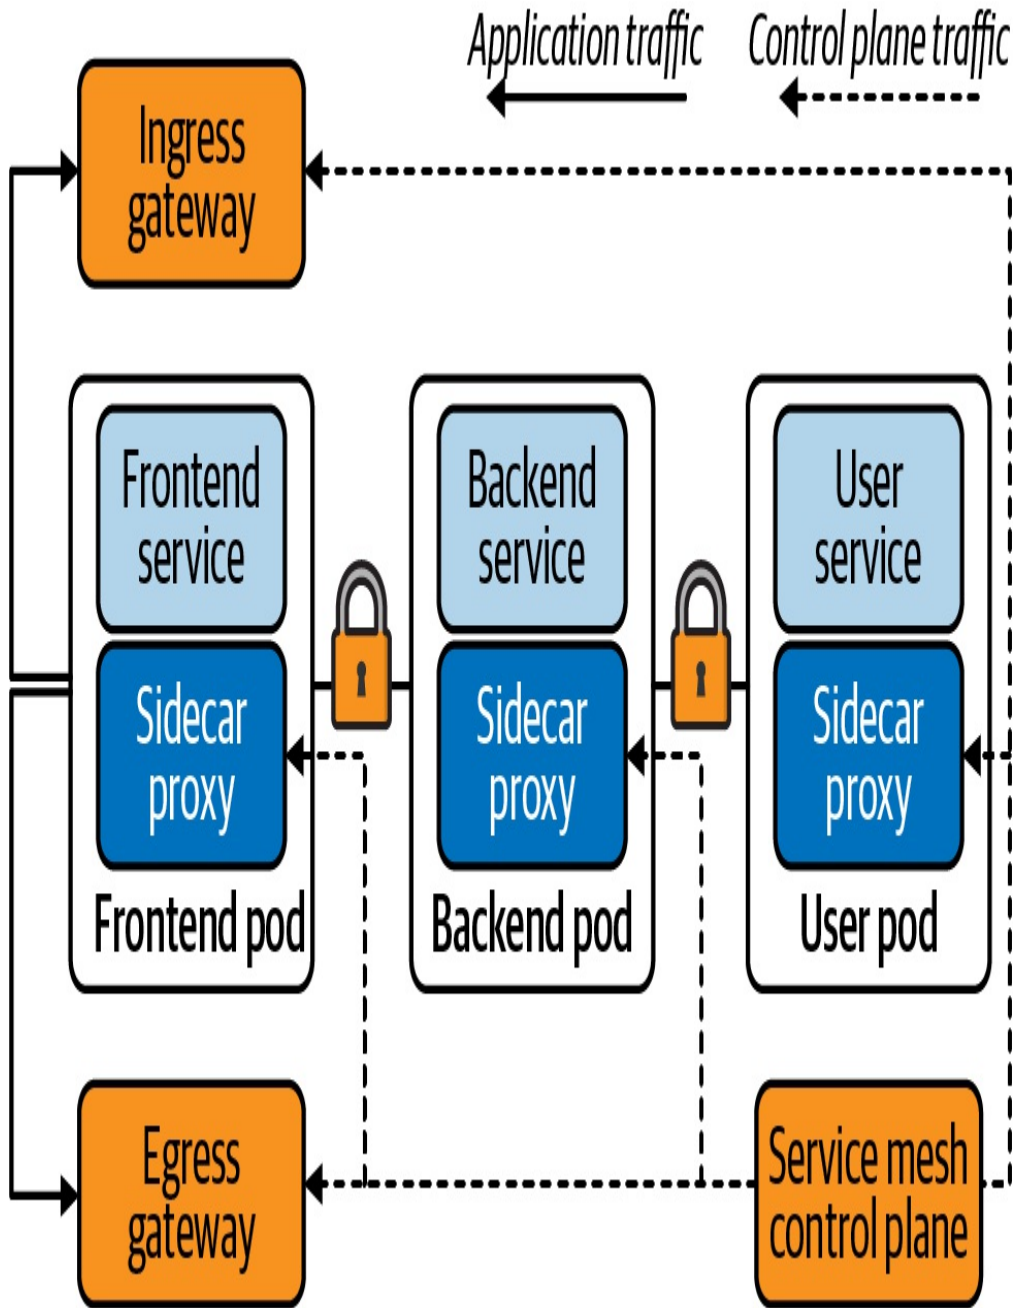 Application traffic
Control plane traffic
Ingress
gateway
Frontend
service
Sidecar
proxy
Frontend pod
Backend
service
Sidecar
proxy
Backend pod
User
service
Sidecar
proxy
User pod
Egress
gateway
Service mesh
control plane